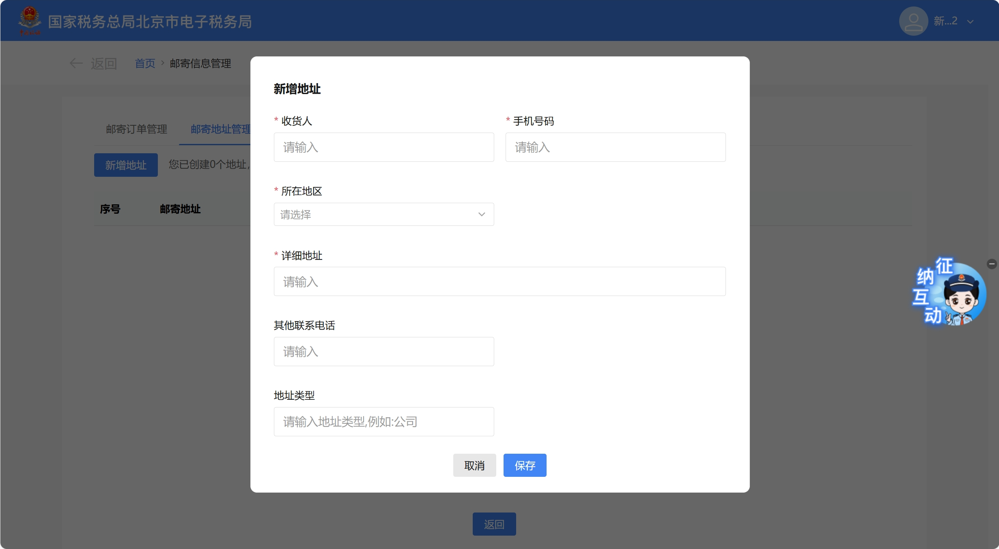 国家税务总局北京市电子税务局
新...2
返回 首页 > 邮寄信息管理
邮寄订单管理 邮寄地址管理
新增地址 您已创建0个地址,
序号 邮寄地址
新增地址
* 收货人 * 手机号码
请输入 请输入
* 所在地区
请选择
* 详细地址
请输入
其他联系电话
请输入
地址类型
请输入地址类型,例如:公司
取消 保存
返回
征纳互动